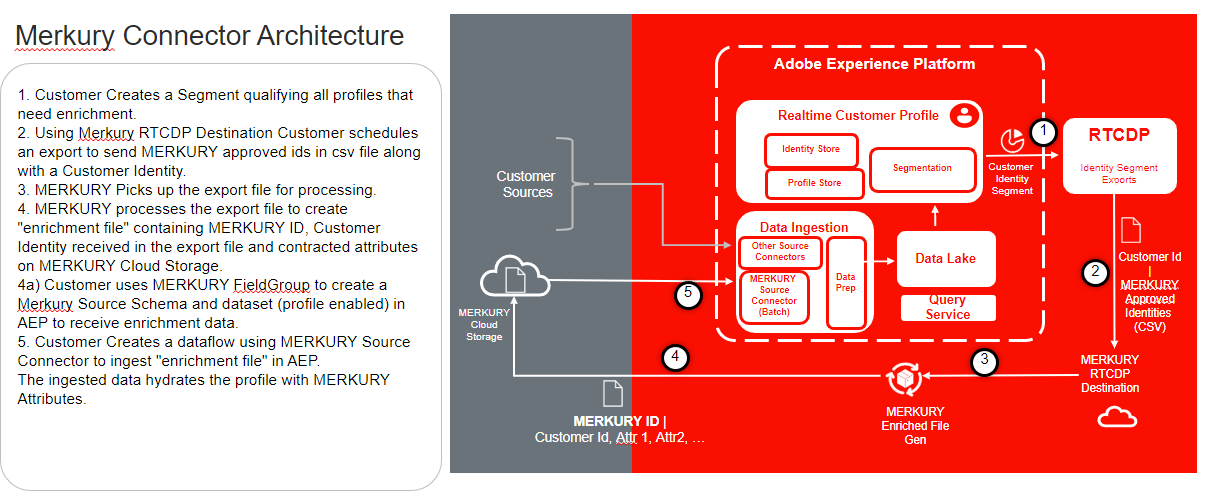 Merkury Connector Architecture
1. Customer Creates a Segment qualifying all profiles that
need enrichment.
2. Using Merkury RTCDP Destination Customer schedules
an export to send MERKURY approved ids in csv file along
with a Customer Identity.
3. MERKURY Picks up the export file for processing.
4. MERKURY processes the export file to create
"enrichment file" containing MERKURY ID, Customer
Identity received in the export file and contracted attributes
on MERKURY Cloud Storage.
4a) Customer uses MERKURY FieldGroup to create a
Merkury Source Schema and dataset (profile enabled) in
AEP to receive enrichment data.
5. Customer Creates a dataflow using MERKURY Source
Connector to ingest "enrichment file" in AEP.
The ingested data hydrates the profile with MERKURY
Attributes.
Adobe Experience Platform
Realtime Customer Profile
Identity Store
Profile Store
Segmentation
Customer
Identity
Segment
1
RTCDP
Identity Segment
Exports
Customer
Sources
Data Ingestion
Other Source
Connectors
MERKURY
Source
Connector
(Batch)
Data
Prep
Data Lake
Query
Service
2
Customer Id
|
MERKURY
Approved
Identities
(CSV)
5
MERKURY
Cloud
Storage
4
3
MERKURY
RTCDP
Destination
MERKURY
Enriched File
Gen
MERKURY ID |
Customer Id, Attr 1, Attr2, …